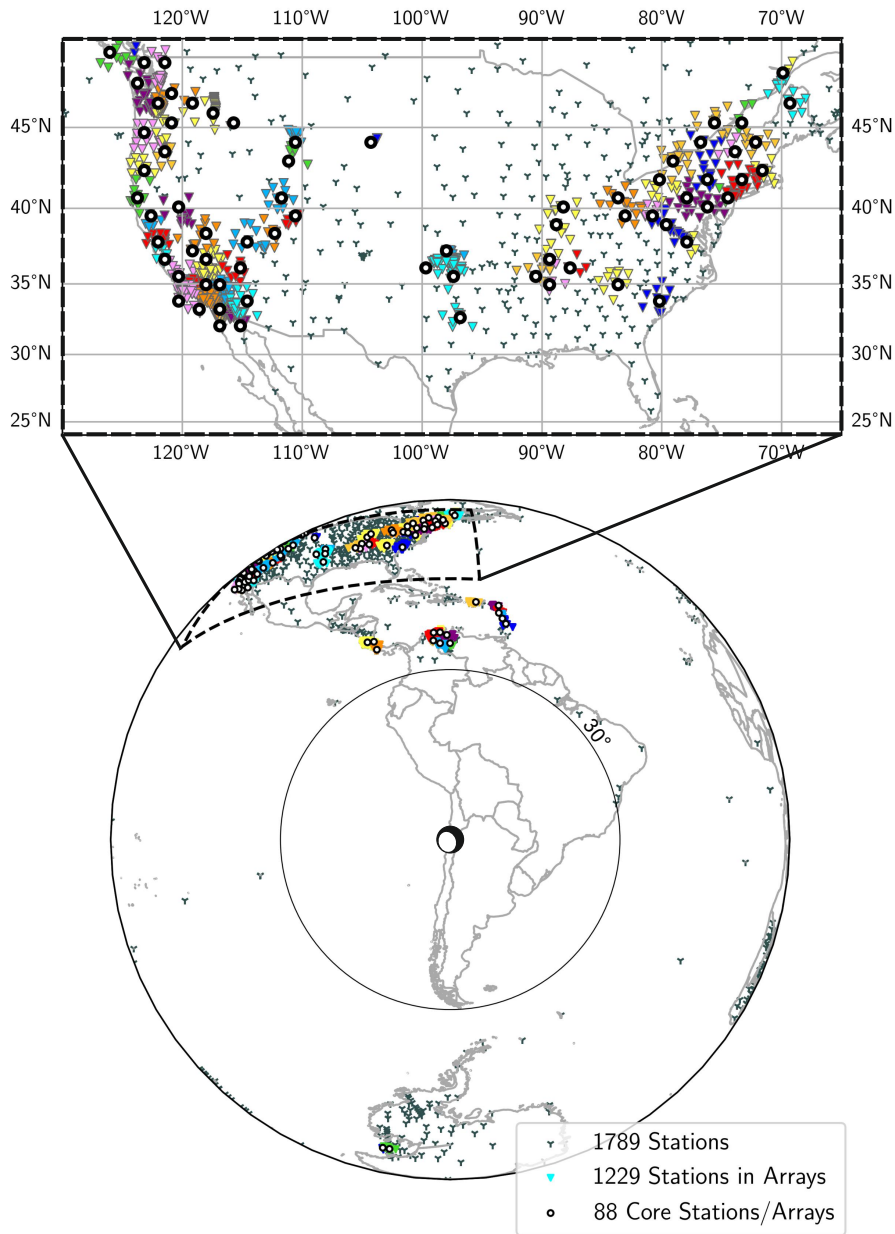 120°W 110°W 100°W 90°W 80°W 70°W
45°N 45°N
40°N 40°N
35°N 35°N
30°N 30°N
25°N 25°N
120°W 110°W 100°W 90°W 80°W 70°W
30°
1789 Stations
1229 Stations in Arrays
88 Core Stations/Arrays